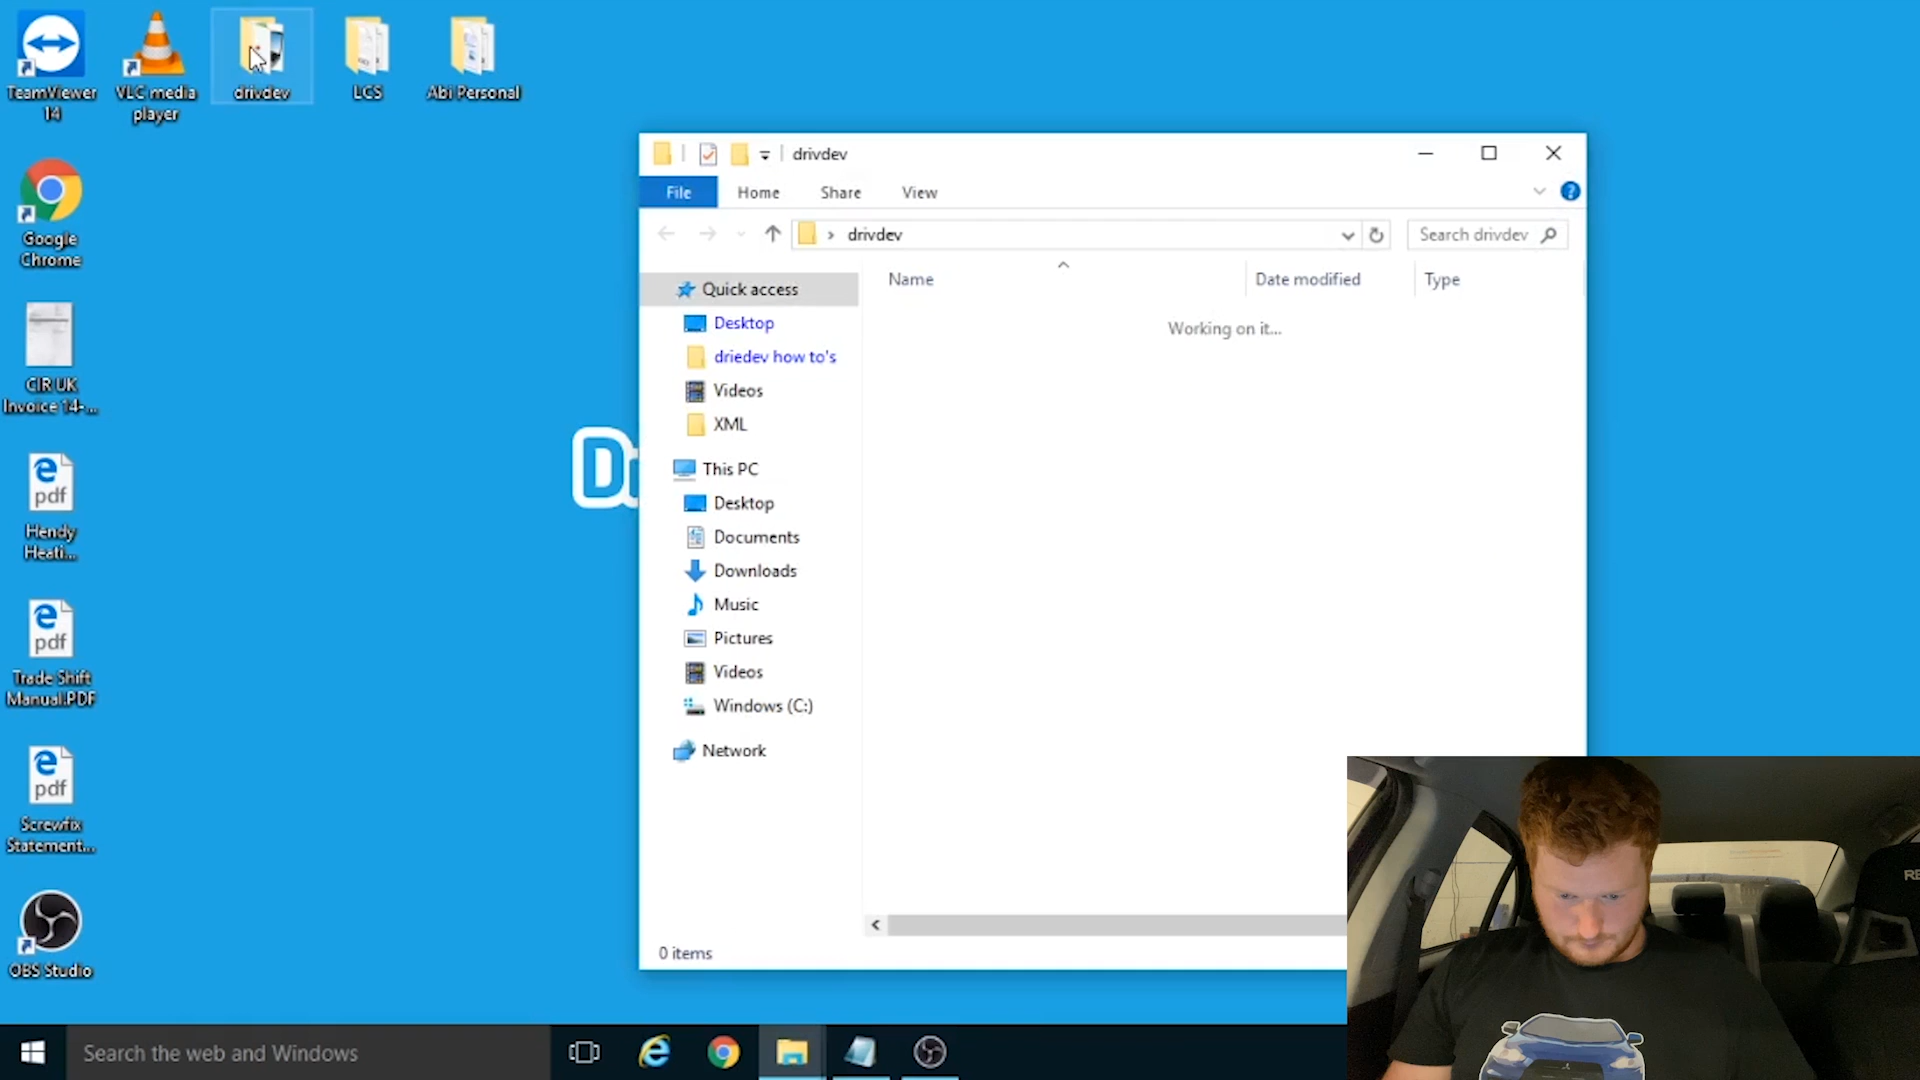 TeamViewer
14
VLC media
player
drivdev
LCS
Abi Personal
Google
Chrome
CIR UK
Invoice 14-...
pdf
Hendy
Heati...
pdf
Trade Shift
Manual.PDF
pdf
Screwfix
Statement...
OBS Studio
drivdev
File
Home
Share
View
drivdev
Search drivdev
Name
Date modified
Type
Working on it...
Quick access
Desktop
driedev how to's
Videos
XML
This PC
Desktop
Documents
Downloads
Music
Pictures
Videos
Windows (C:)
Network
0 items
Search the web and Windows